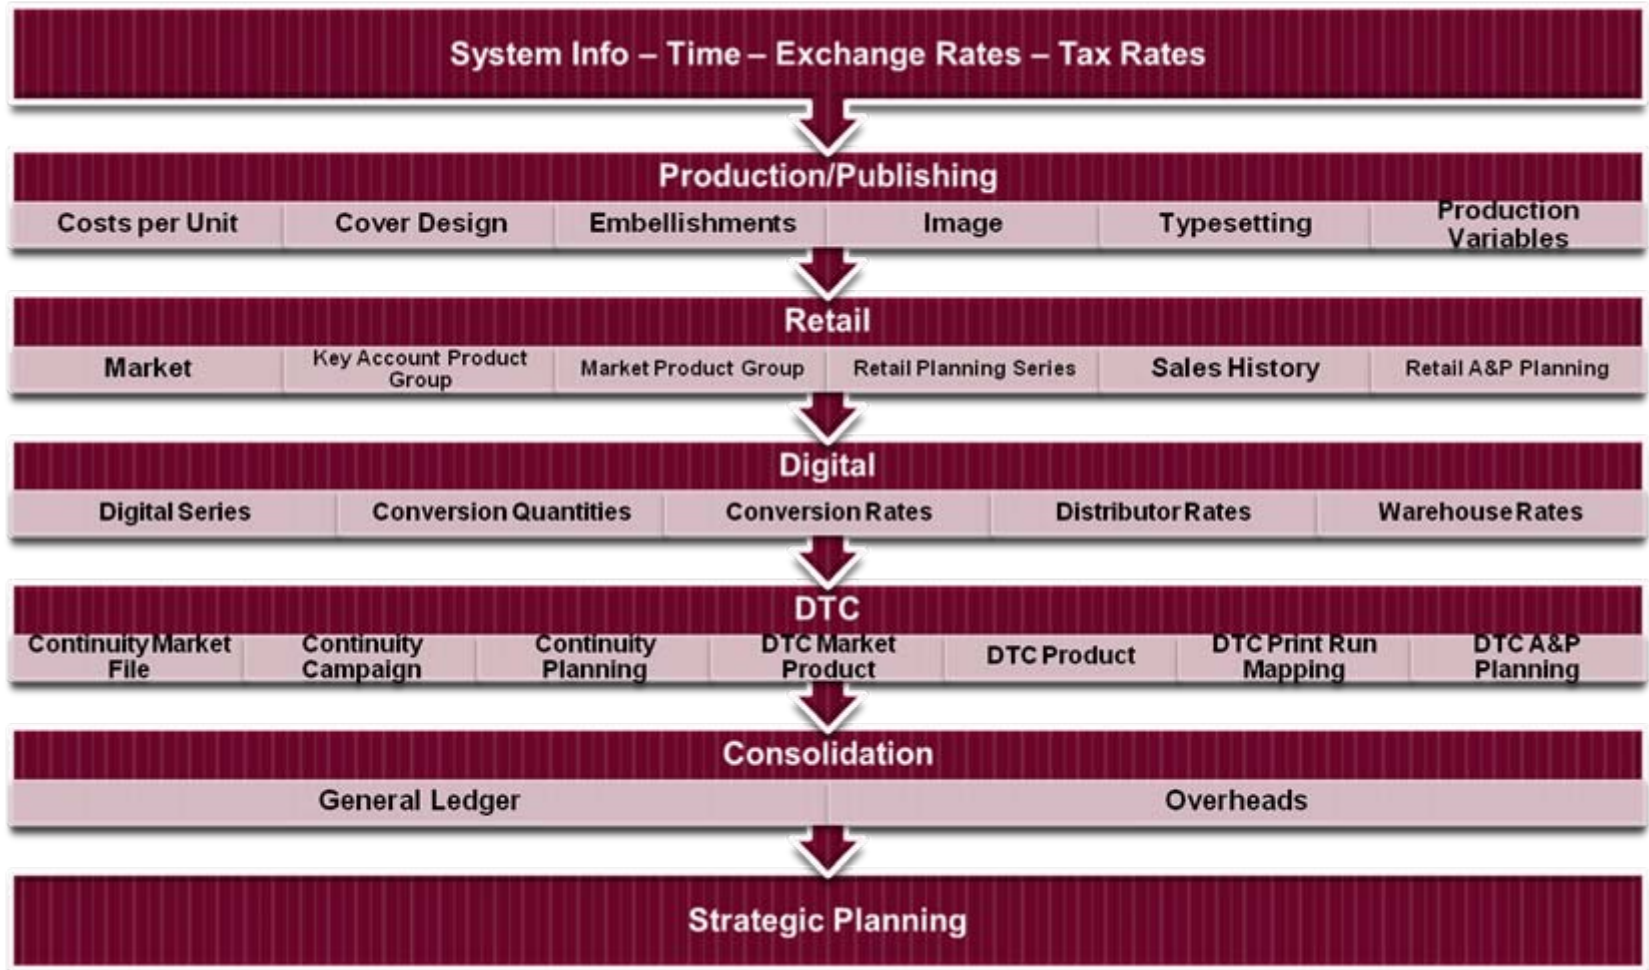 System Info – Time – Exchange Rates – Tax Rates
Production/Publishing
Costs per Unit
Cover Design
Embellishments
Image
Typesetting
Production
Variables
Retail
Market
Key Account Product
Group
Market Product Group
Retail Planning Series
Sales History
Retail A&P Planning
Digital
Digital Series
Conversion Quantities
Conversion Rates
Distributor Rates
Warehouse Rates
DTC
Continuity Market
File
Continuity
Campaign
Continuity
Planning
DTC Market
Product
DTC Product
DTC Print Run
Mapping
DTC A&P
Planning
Consolidation
General Ledger
Overheads
Strategic Planning